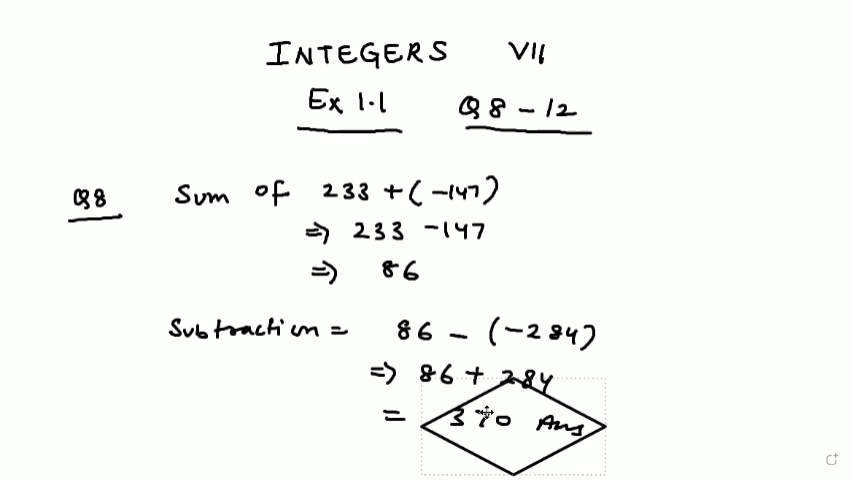 INTEGERS VII
Ex 1.1 Q8 - 12
Q8 Sum of 233 + (-147)
⇒ 233 - 147
⇒ 86
Subtraction = 86 - (-284)
⇒ 86 + 284
= 370 Ans